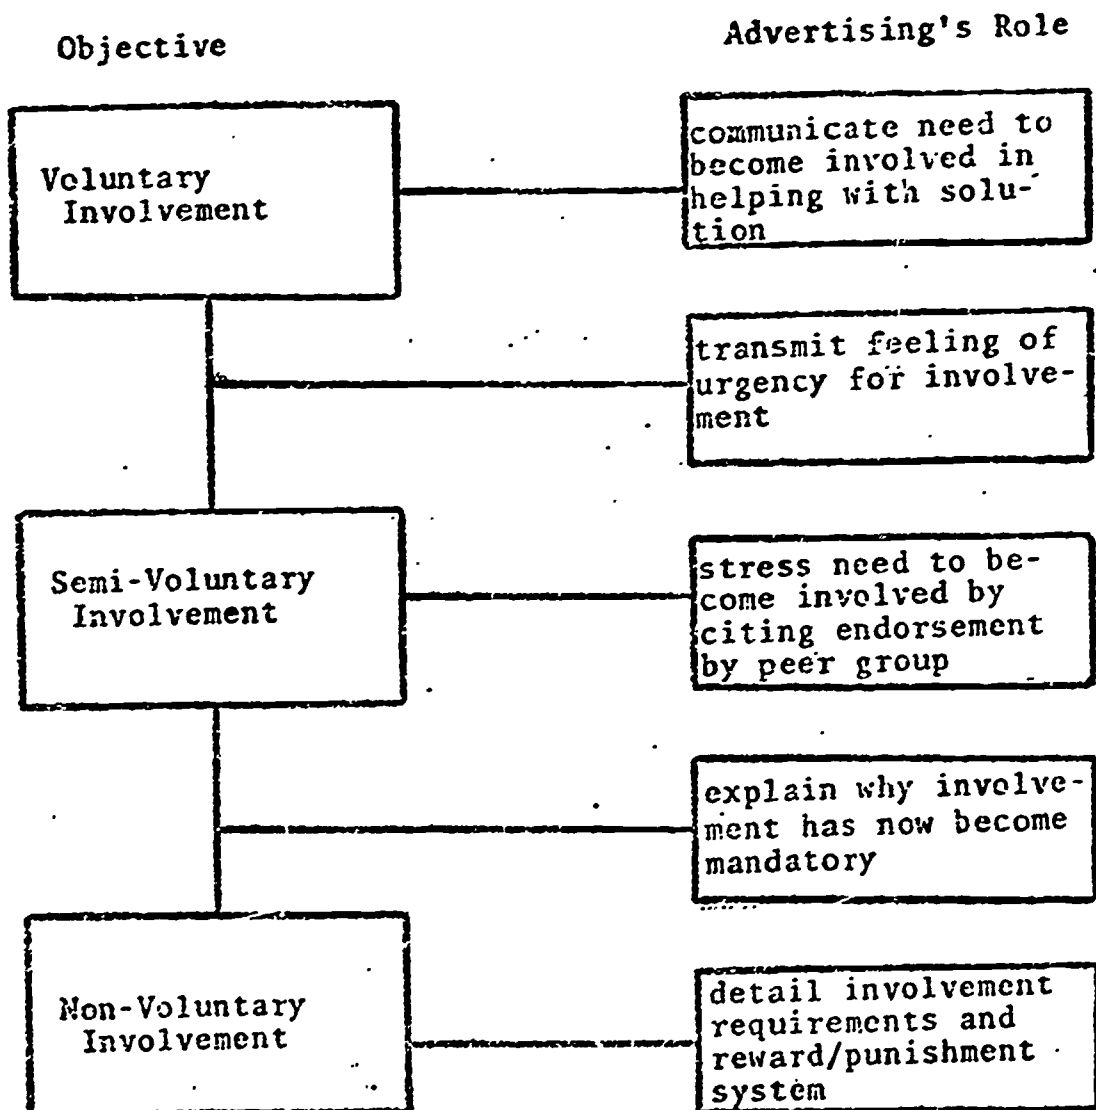 Objective
Advertising's Role
Voluntary
Involvement
communicate need to
become involved in
helping with solu-
tion
transmit feeling of
urgency for involve-
ment
Semi-Voluntary
Involvement
stress need to be-
come involved by
citing endorsement
by peer group
explain why involve-
ment has now become
mandatory
Non-Voluntary
Involvement
detail involvement
requirements and
reward/punishment
system